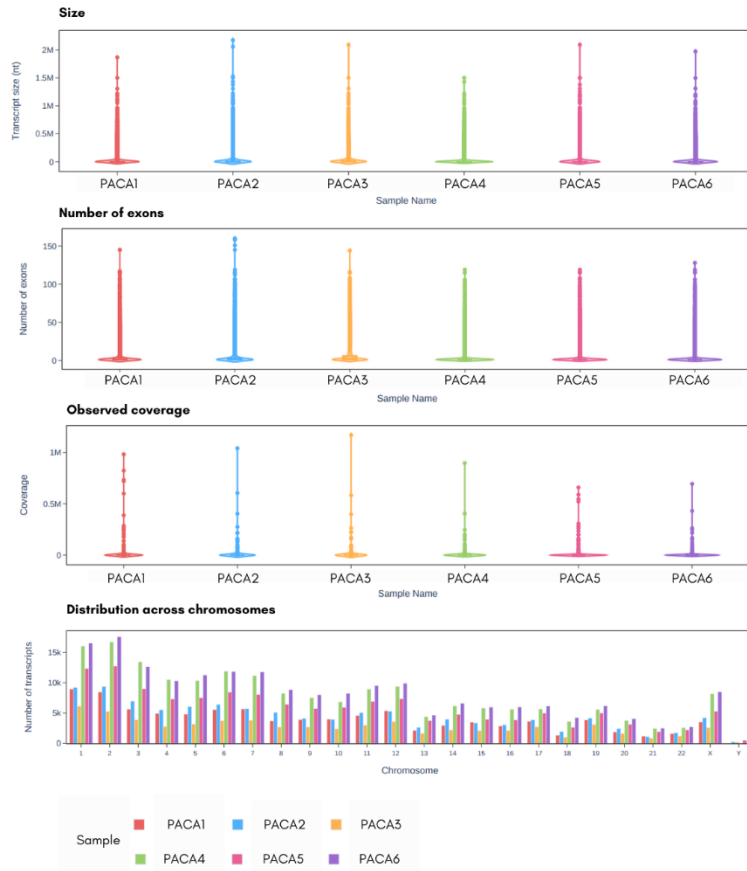 Size
Transcript size (nt)
2M
1.5M
1M
0.5M
0
PACA1 PACA2 PACA3 PACA4 PACA5 PACA6
Sample Name
Number of exons
Number of exons
150
100
50
0
PACA1 PACA2 PACA3 PACA4 PACA5 PACA6
Sample Name
Observed coverage
Coverage
1M
0.5M
0
PACA1 PACA2 PACA3 PACA4 PACA5 PACA6
Sample Name
Distribution across chromosomes
Number of transcripts
15k
10k
5k
0
1 2 3 4 5 6 7 8 9 10 11 12 13 14 15 16 17 18 19 20 21 22 X Y
Chromosome
Sample PACA1 PACA2 PACA3
PACA4 PACA5 PACA6